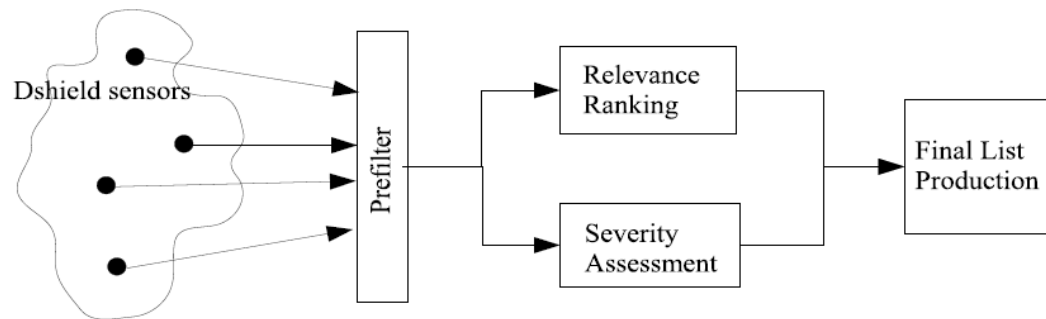 Dshield sensors
Prefilter
Relevance
Ranking
Severity
Assessment
Final List
Production